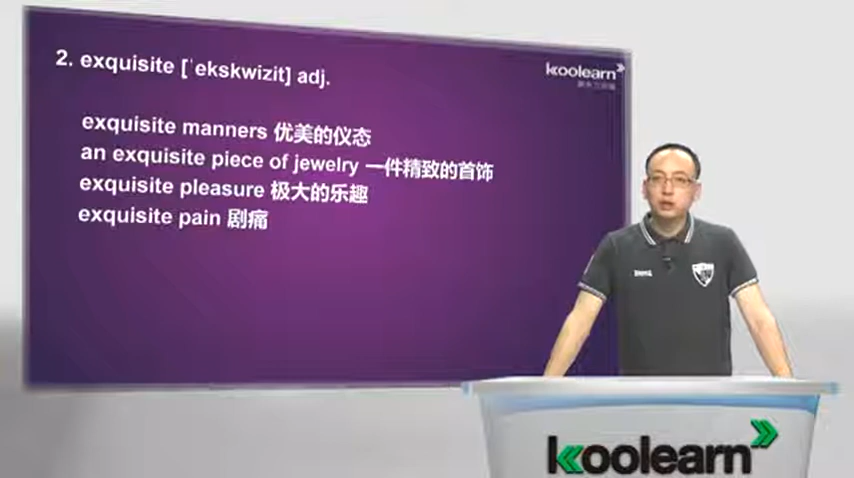 2. exquisite [ˈekskwizit] adj.
koolearn
exquisite manners 优美的仪态
an exquisite piece of jewelry 一件精致的首饰
exquisite pleasure 极大的乐趣
exquisite pain 剧痛
koolearn